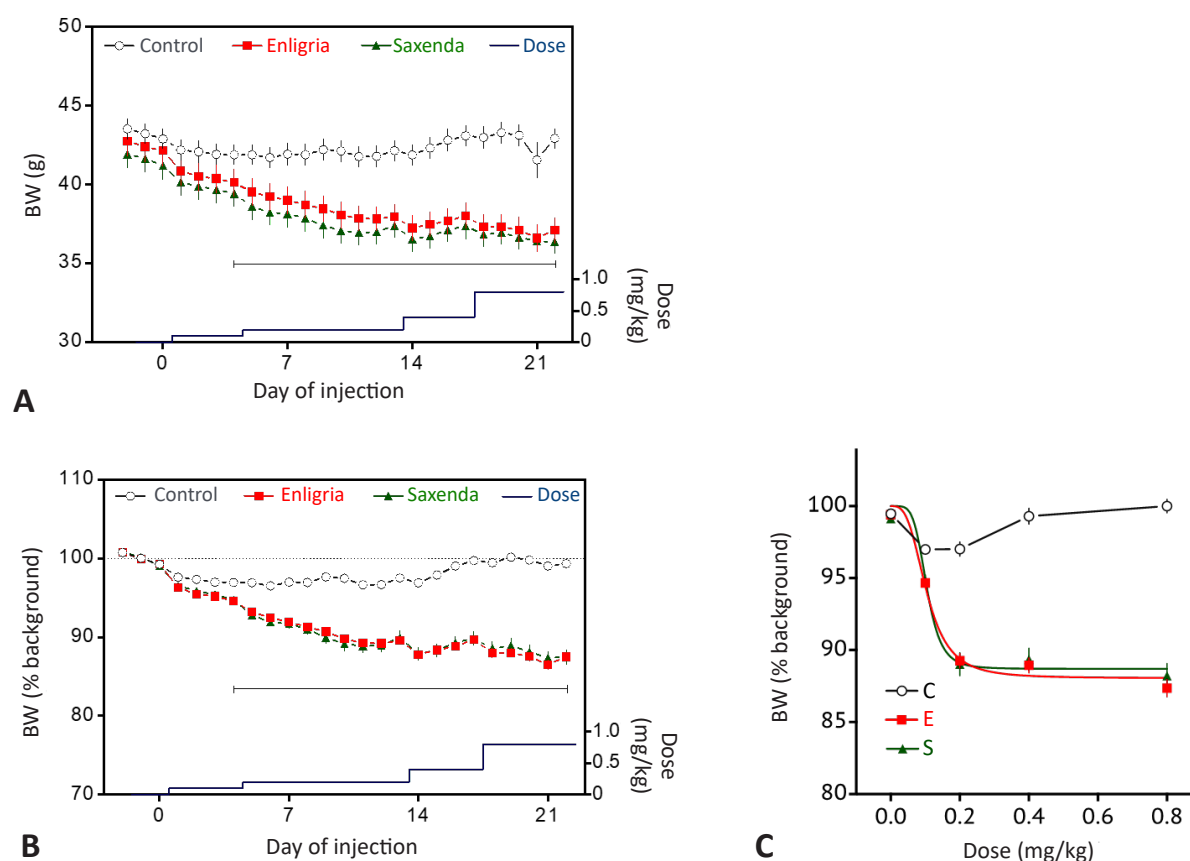 50
Control Enligria Saxenda Dose
45
BW (g)
40
35
1.0
0.5
0
Dose
(mg/kg)
30
0 7 14 21
Day of injection
A
110
Control Enligria Saxenda Dose
100
BW (% background)
90
80
1.0
0.5
0
Dose
(mg/kg)
70
0 7 14 21
Day of injection
B
100
95
BW (% background)
90
85
80
C
E
S
0.0 0.2 0.4 0.6 0.8
Dose (mg/kg)
C